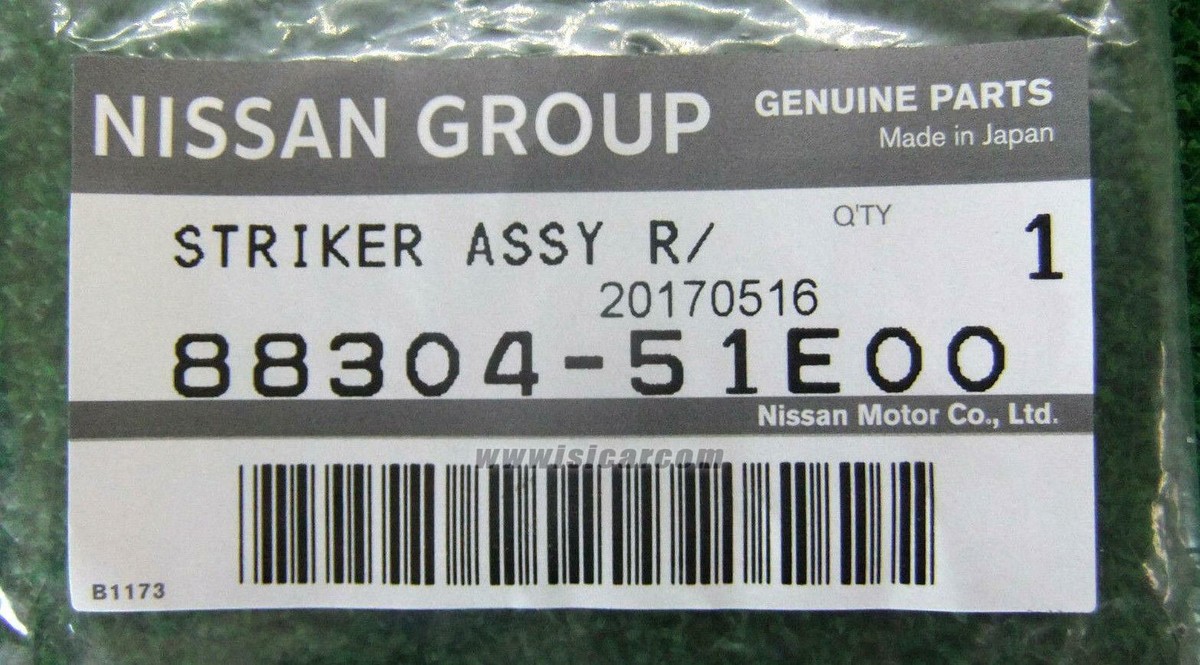 NISSAN GROUP
GENUINE PARTS
Made in Japan
STRIKER ASSY R/
Q'TY
1
20170516
88304-51E00
Nissan Motor Co., Ltd.
www.isicar.com
B1173